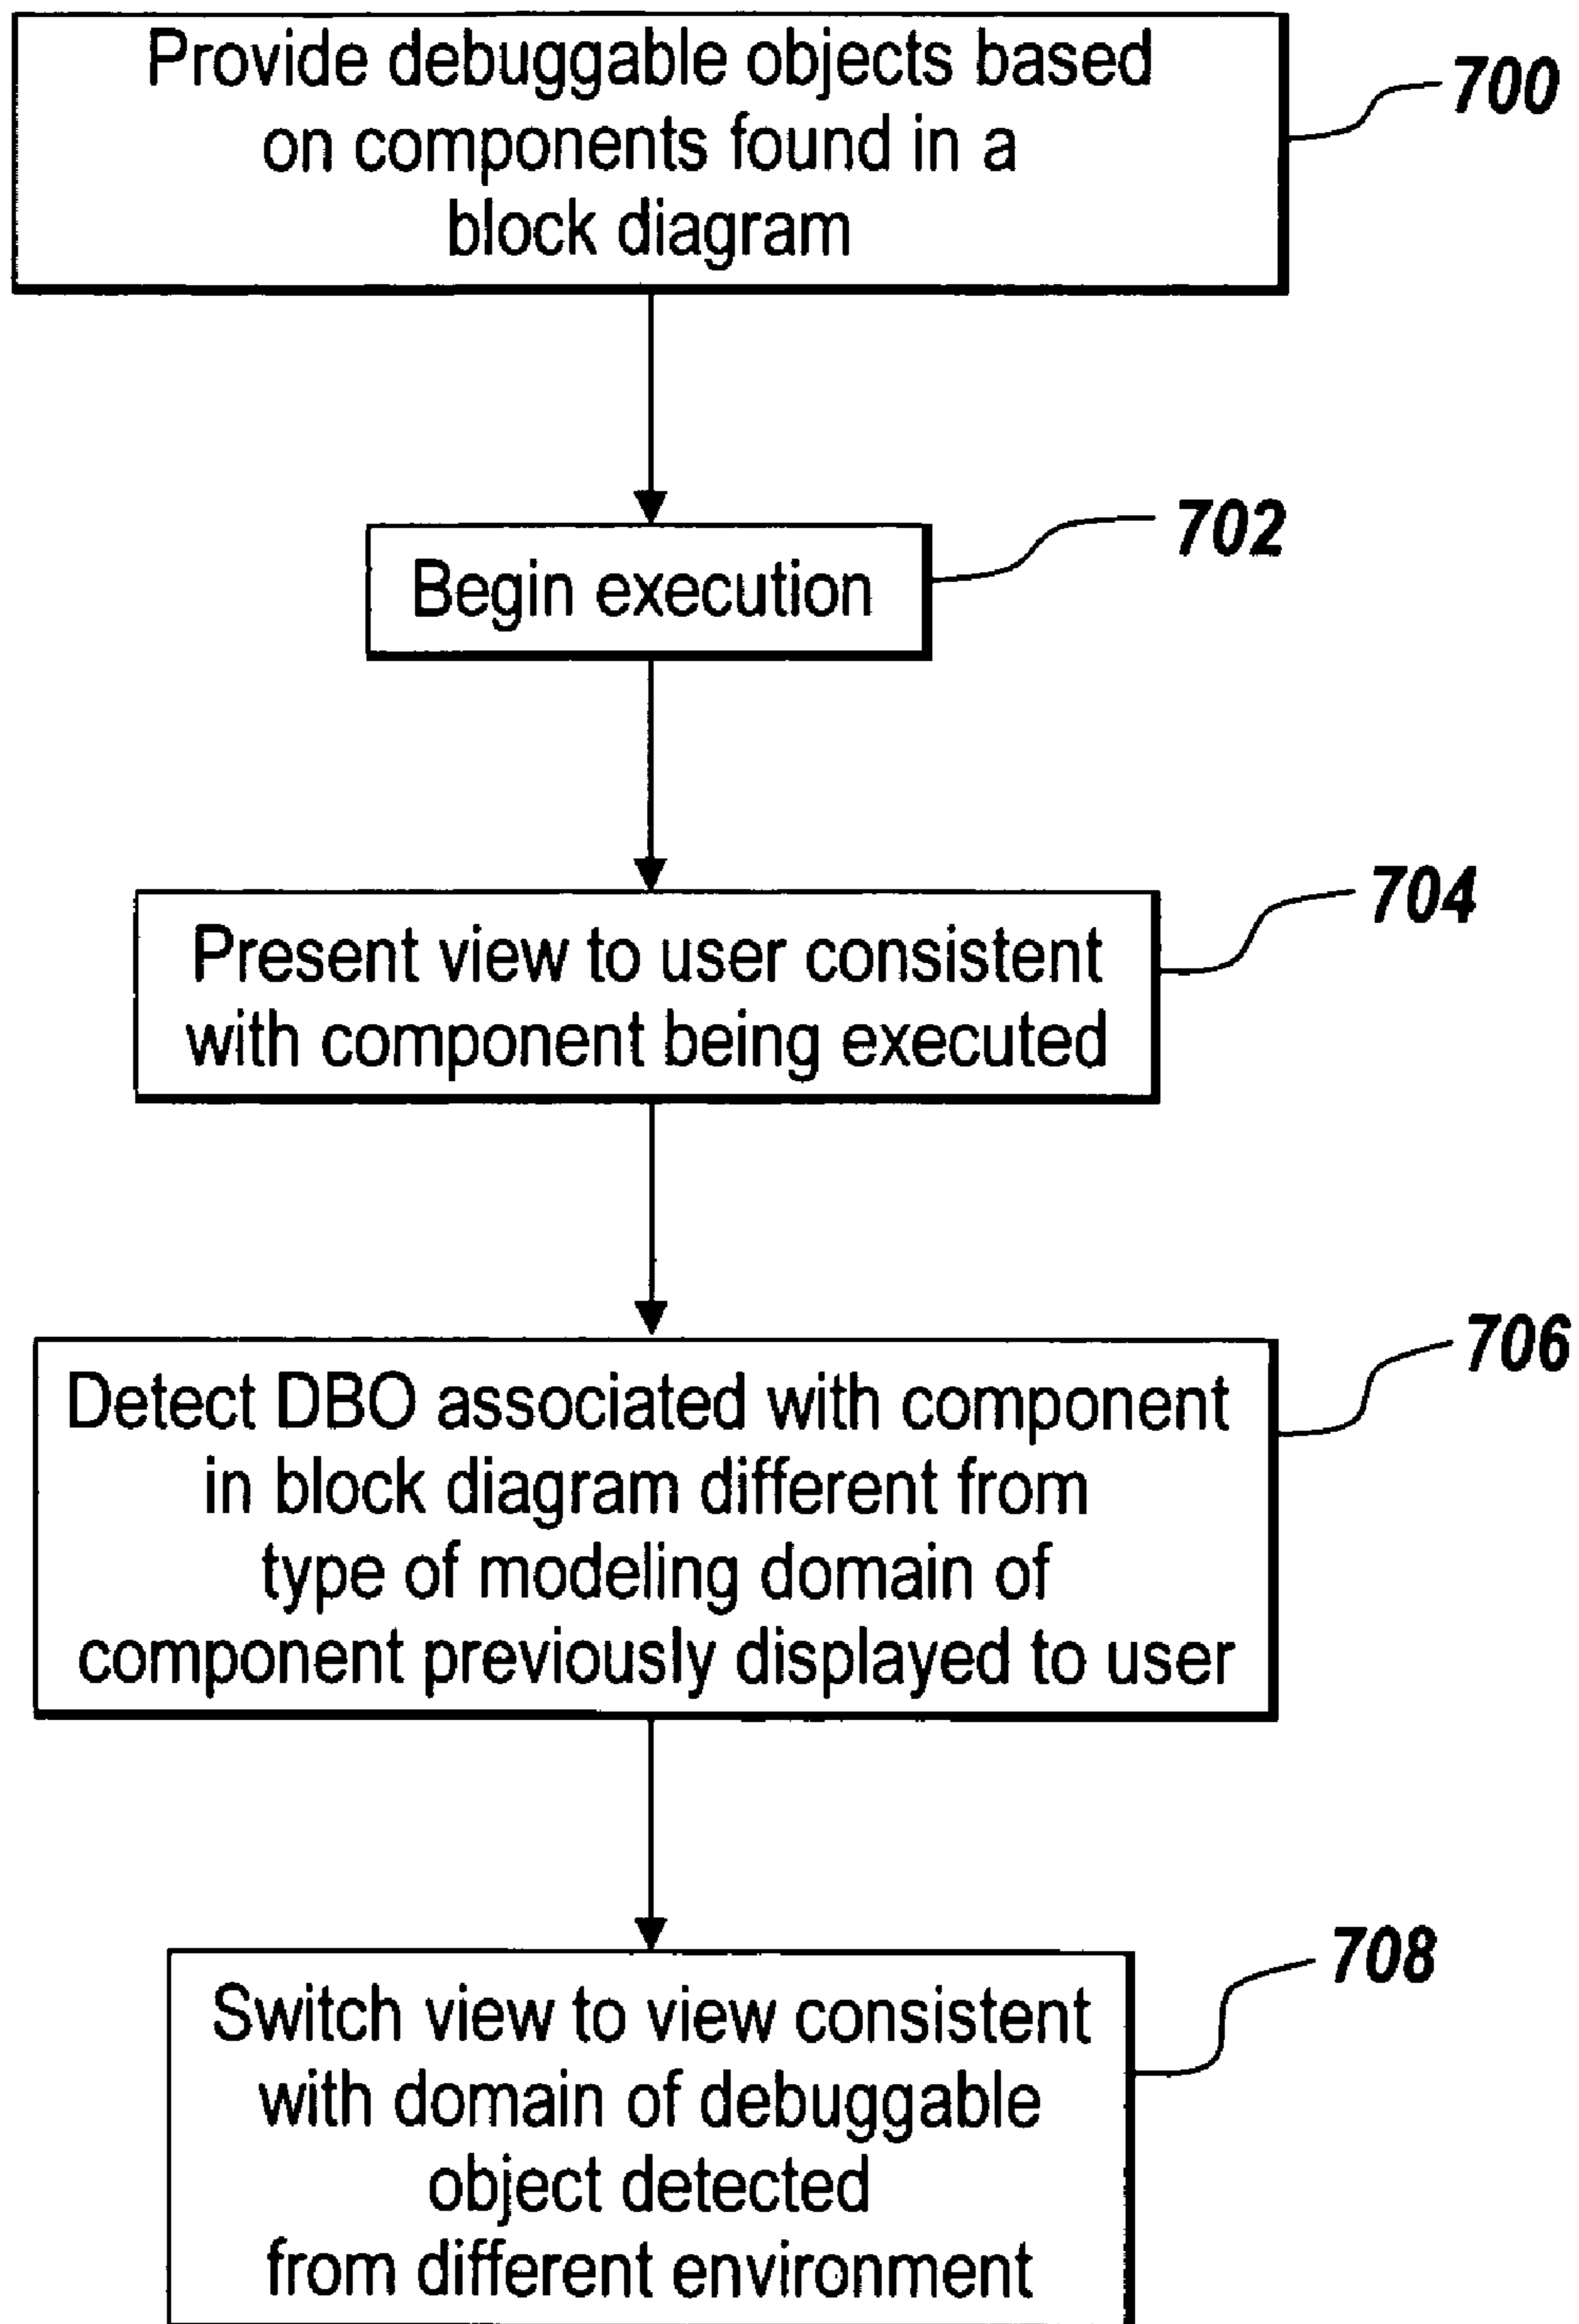 Provide debuggable objects based
on components found in a
block diagram
700
Begin execution
702
Present view to user consistent
with component being executed
704
Detect DBO associated with component
in block diagram different from
type of modeling domain of
component previously displayed to user
706
Switch view to view consistent
with domain of debuggable
object detected
from different environment
708